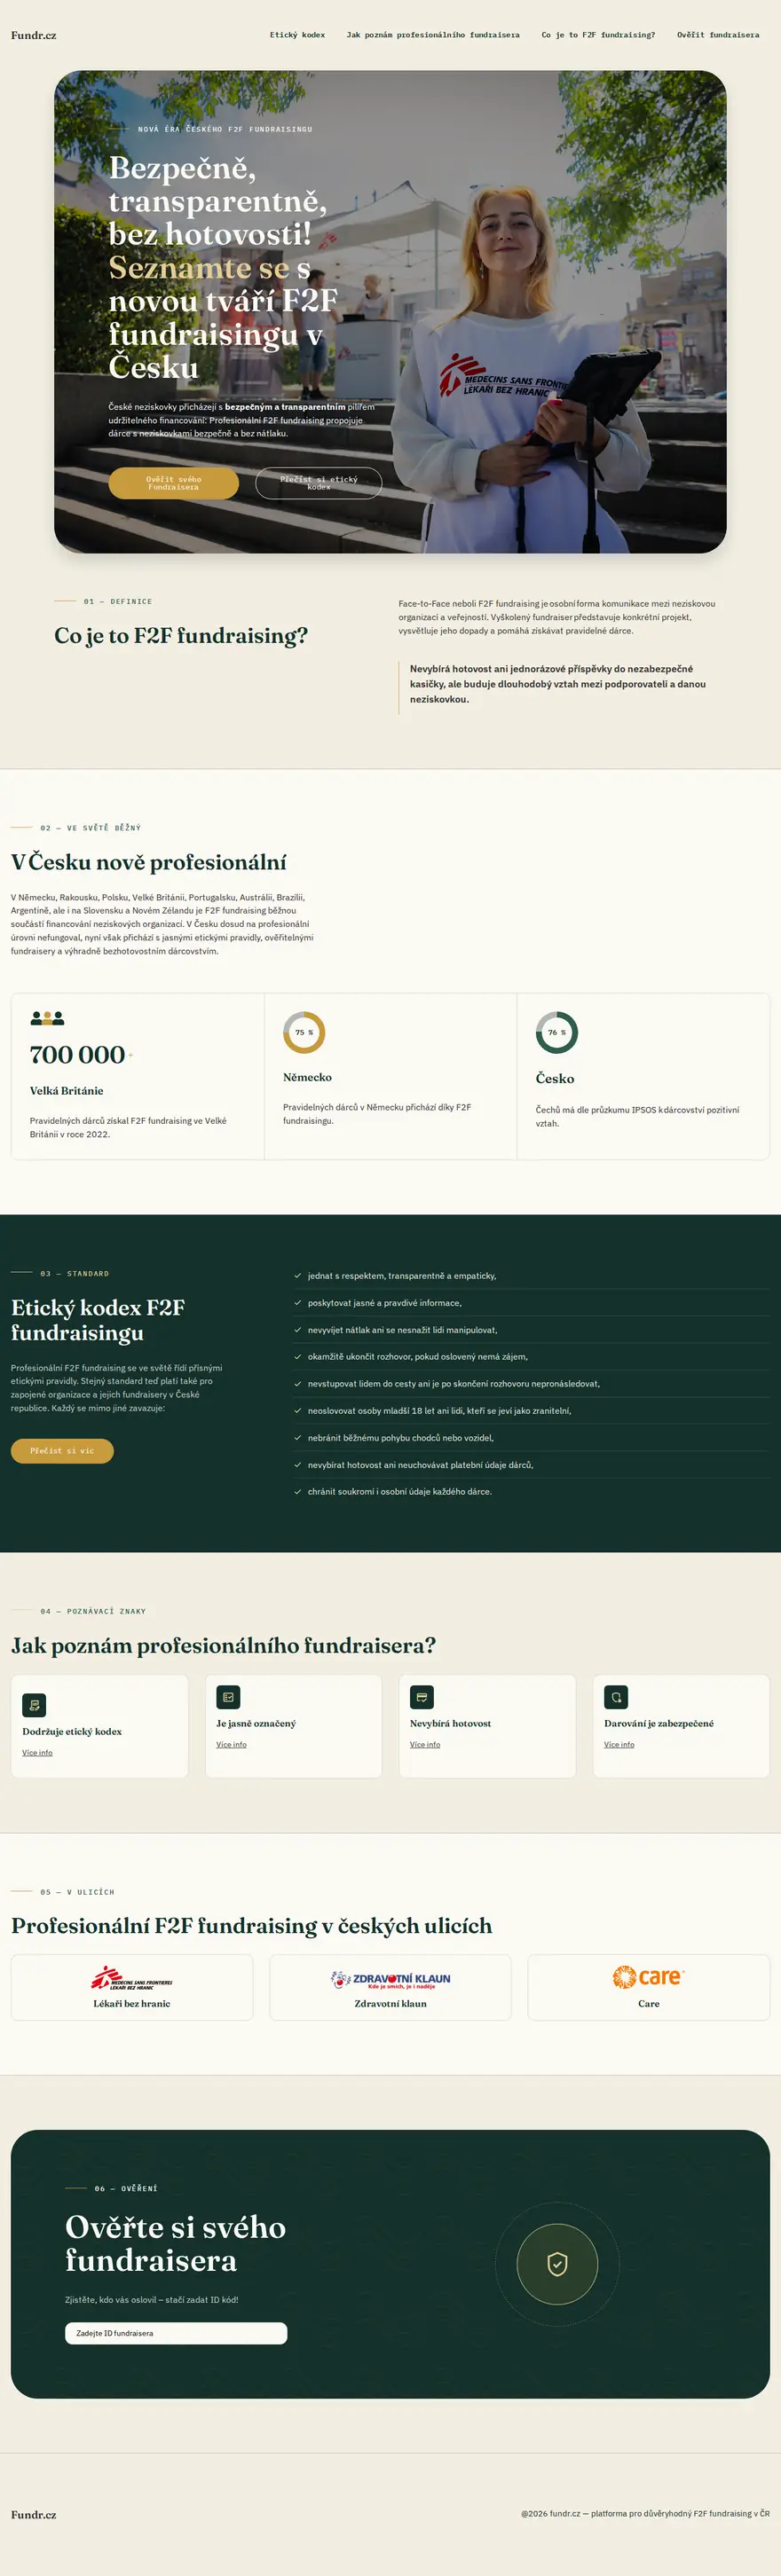 Fundr.cz
Etický kodex
Jak poznám profesionálního fundraisera
Co je to F2F fundraising?
Ověřit fundraisera
NOVÁ ÉRA ČESKÉHO F2F FUNDRAISINGU
Bezpečně,
transparentně,
bez hotovosti!
Seznamte se s
novou tváří F2F
fundraisingu v
Česku
České neziskovky přicházejí s bezpečným a transparentním pilířem
udržitelného financování: Profesionální F2F fundraising propojuje
dárce s neziskovkami bezpečně a bez nátlaku.
Ověřit svého
Fundraisera
Přečíst si etický
kodex
MEDECINS SANS FRONTIE
LÉKAŘI BEZ HRANIC
01 — DEFINICE
Co je to F2F fundraising?
Face-to-Face neboli F2F fundraising je osobní forma komunikace mezi neziskovou
organizací a veřejností. Vyškolený fundraiser představuje konkrétní projekt,
vysvětluje jeho dopady a pomáhá získávat pravidelné dárce.
Nevybírá hotovost ani jednorázové příspěvky do nezabezpečné
kasičky, ale buduje dlouhodobý vztah mezi podporovateli a danou
neziskovkou.
02 — VE SVĚTĚ BĚŽNÝ
V Česku nově profesionální
V Německu, Rakousku, Polsku, Velké Británii, Portugalsku, Austrálii, Brazílii,
Argentině, ale i na Slovensku a Novém Zélandu je F2F fundraising běžnou
součástí financování neziskových organizací. V Česku dosud na profesionální
úrovni nefungoval, nyní však přichází s jasnými etickými pravidly, ověřitelnými
fundraisery a výhradně bezhotovostním dárcovstvím.
700 000 +
Velká Británie
Pravidelných dárců získal F2F fundraising ve Velké
Británii v roce 2022.
75 %
Německo
Pravidelných dárců v Německu přichází díky F2F
fundraisingu.
76 %
Česko
Čechů má dle průzkumu IPSOS k dárcovství pozitivní
vztah.
03 — STANDARD
Etický kodex F2F
fundraisingu
Profesionální F2F fundraising se ve světě řídí přísnými
etickými pravidly. Stejný standard teď platí také pro
zapojené organizace a jejich fundraisery v České
republice. Každý se mimo jiné zavazuje:
Přečíst si víc
jednat s respektem, transparentně a empaticky,
poskytovat jasné a pravdivé informace,
nevyvíjet nátlak ani se nesnažit lidi manipulovat,
okamžitě ukončit rozhovor, pokud oslovený nemá zájem,
nevstupovat lidem do cesty ani je po skončení rozhovoru nepronásledovat,
neoslovovat osoby mladší 18 let ani lidi, kteří se jeví jako zranitelní,
nebránit běžnému pohybu chodců nebo vozidel,
nevybírat hotovost ani neuchovávat platební údaje dárců,
chránit soukromí i osobní údaje každého dárce.
04 — POZNÁVACÍ ZNAKY
Jak poznám profesionálního fundraisera?
Dodržuje etický kodex
Více info
Je jasně označený
Více info
Nevybírá hotovost
Více info
Darování je zabezpečené
Více info
05 — V ULICÍCH
Profesionální F2F fundraising v českých ulicích
MEDECINS SANS FRONTIERES
LÉKAŘI BEZ HRANIC
Lékaři bez hranic
ZDRAVOTNÍ KLAUN
Kde je smích, je i naděje
Zdravotní klaun
care
Care
06 — OVĚŘENÍ
Ověřte si svého
fundraisera
Zjistěte, kdo vás oslovil – stačí zadat ID kód!
Zadejte ID fundraisera
Fundr.cz
@2026 fundr.cz — platforma pro důvěryhodný F2F fundraising v ČR